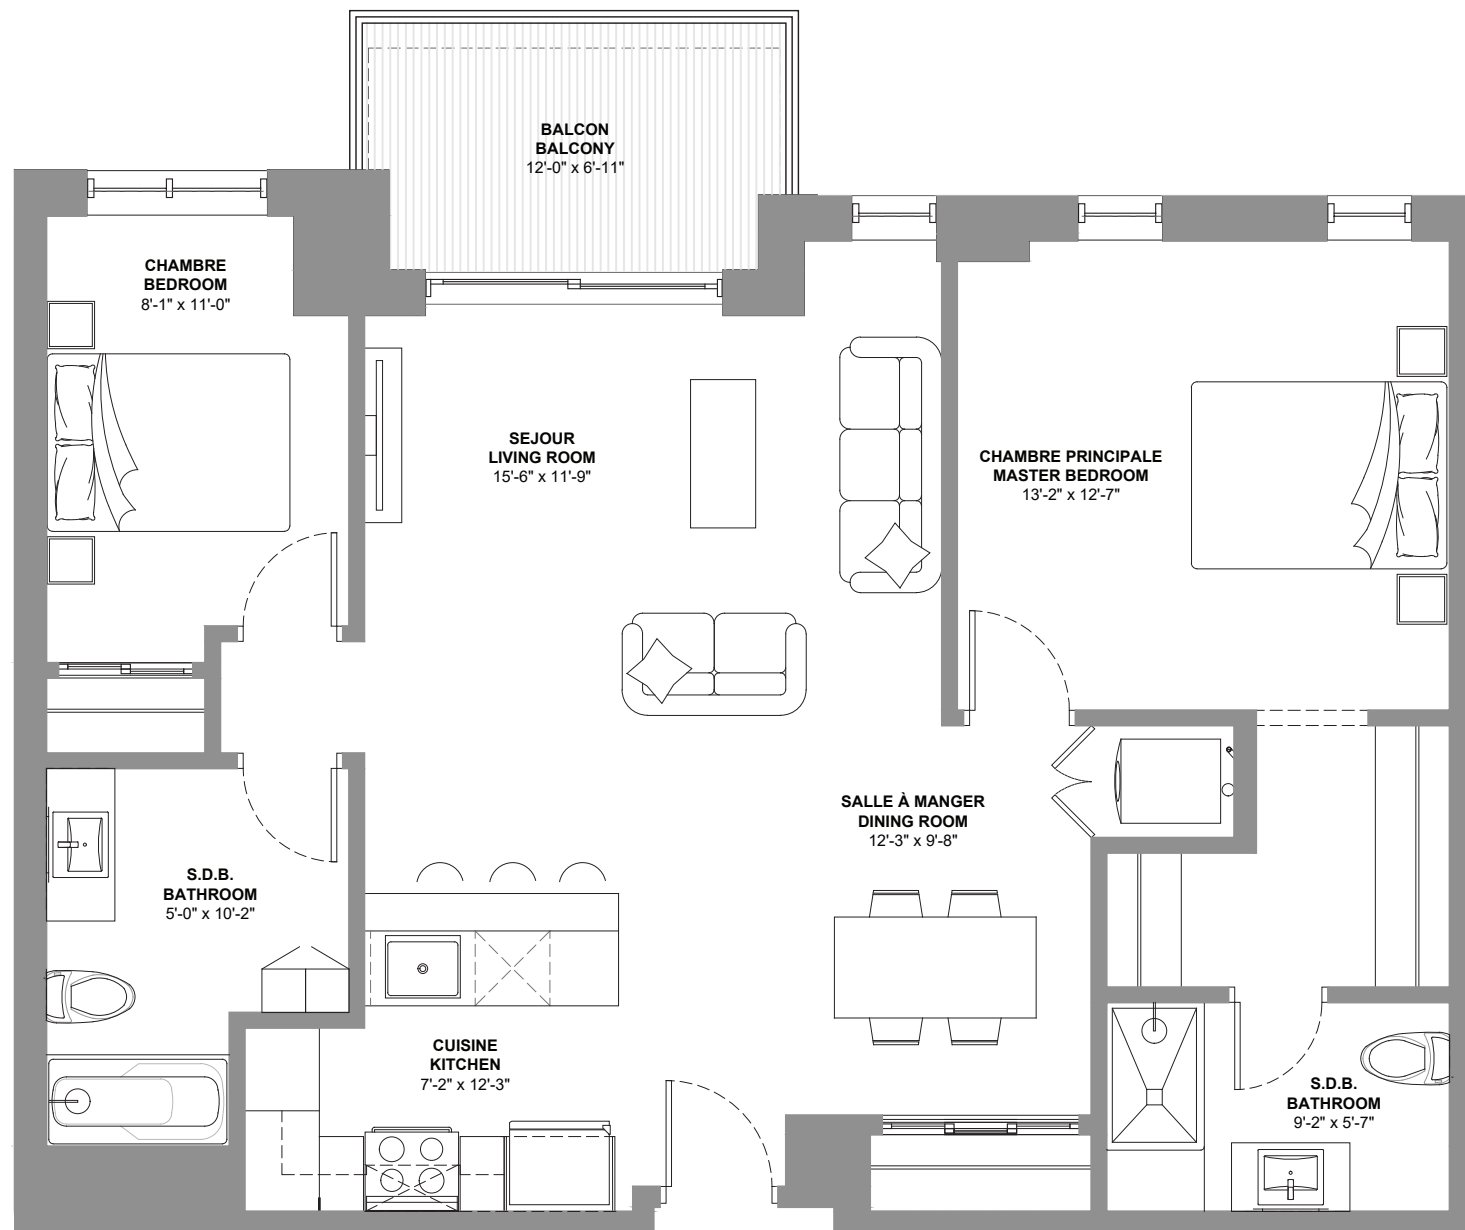 BALCON
BALCONY
12'-0" x 6'-11"
CHAMBRE
BEDROOM
8'-1" x 11'-0"
SEJOUR
LIVING ROOM
15'-6" x 11'-9"
CHAMBRE PRINCIPALE
MASTER BEDROOM
13'-2" x 12'-7"
SALLE À MANGER
DINING ROOM
12'-3" x 9'-8"
S.D.B.
BATHROOM
5'-0" x 10'-2"
CUISINE
KITCHEN
7'-2" x 12'-3"
S.D.B.
BATHROOM
9'-2" x 5'-7"